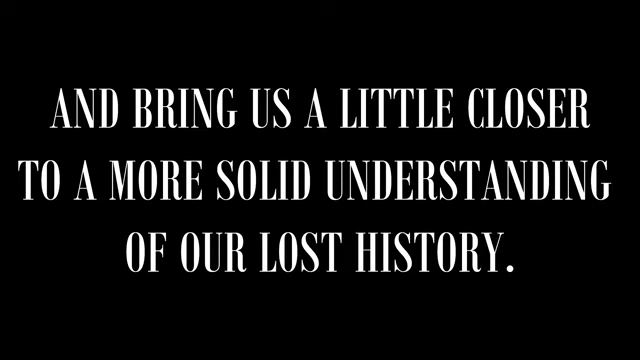 AND BRING US A LITTLE CLOSER
TO A MORE SOLID UNDERSTANDING
OF OUR LOST HISTORY.